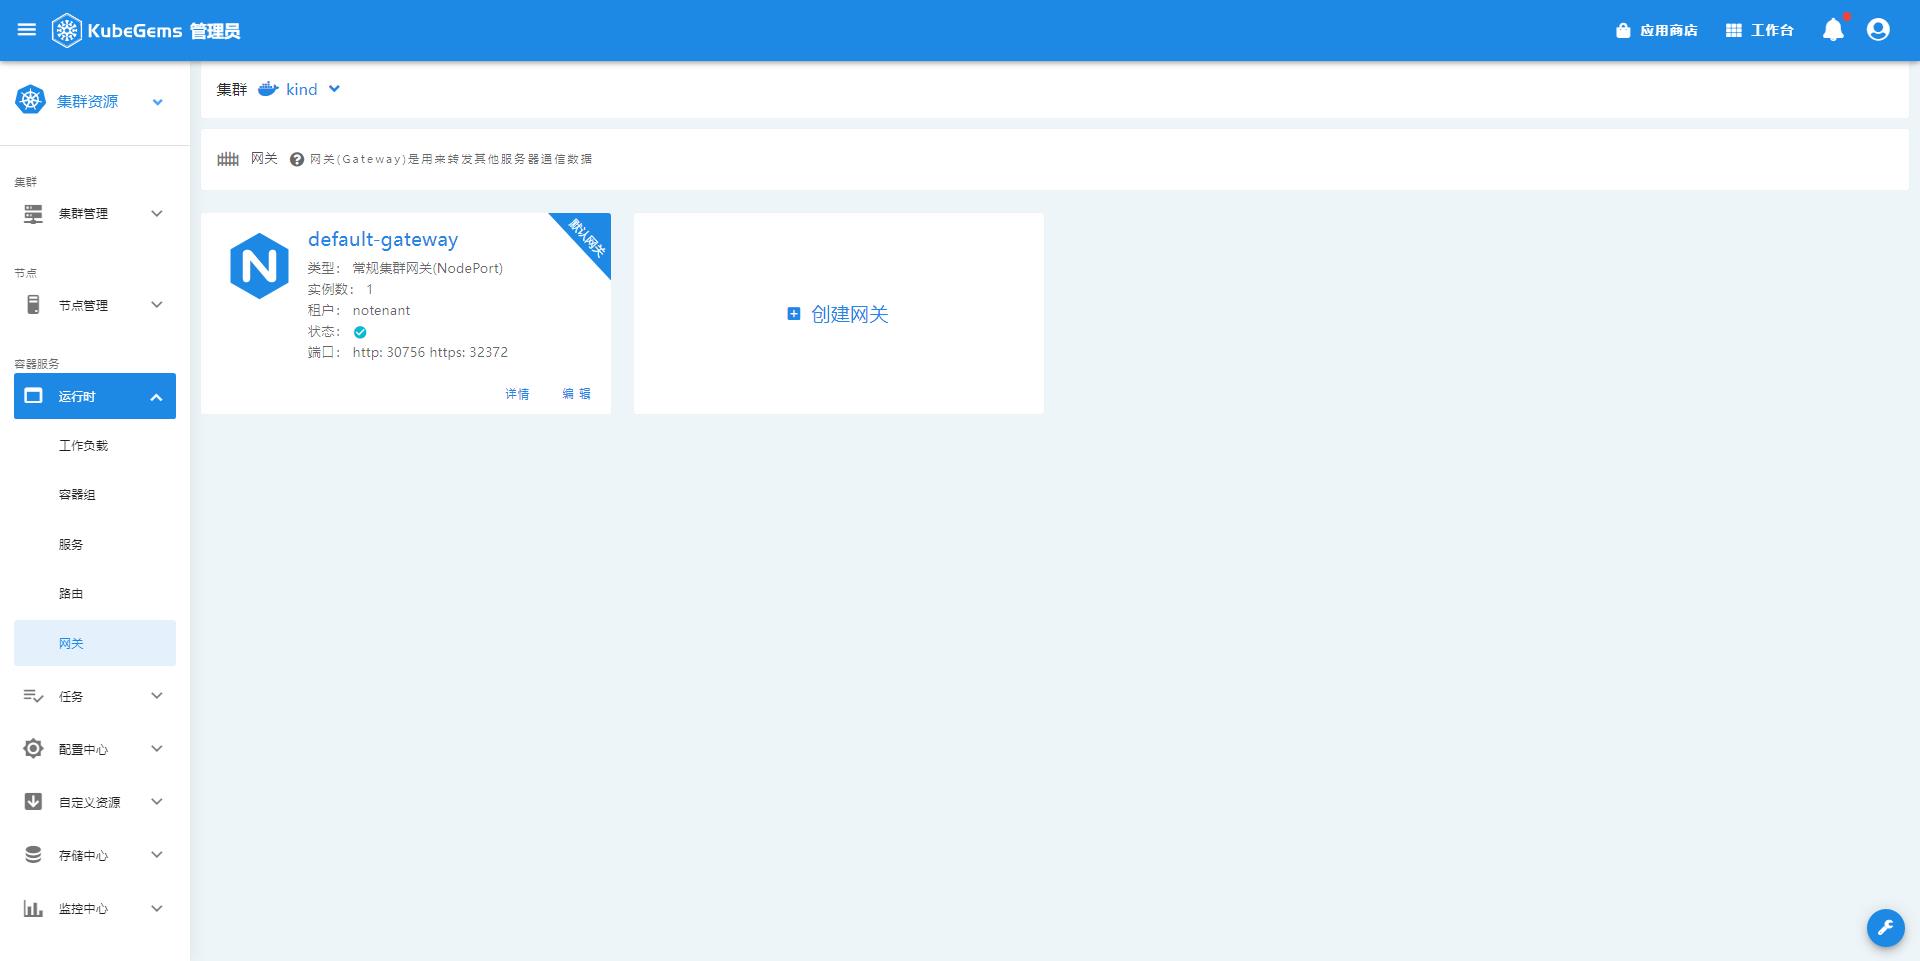 KubeGems 管理员
应用商店
工作台
集群资源
集群
集群管理
节点
节点管理
容器服务
运行时
工作负载
容器组
服务
路由
网关
任务
配置中心
自定义资源
存储中心
监控中心
集群 kind
网关 网关(Gateway)是用来转发其他服务器通信数据
默认网关
default-gateway
类型： 常规集群网关(NodePort)
实例数： 1
租户： notenant
状态：
端口： http: 30756 https: 32372
详情 编 辑
创建网关